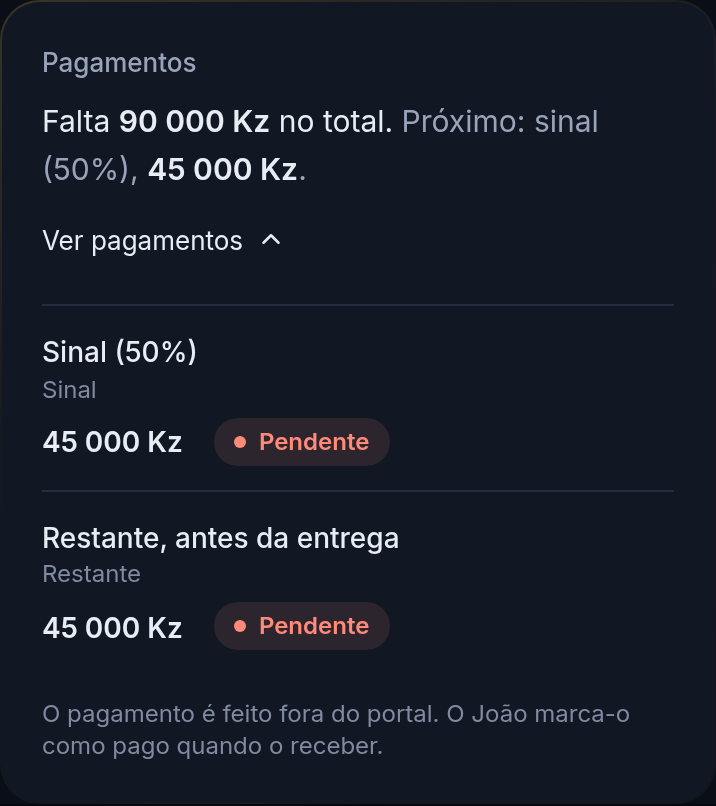 Pagamentos
Falta 90 000 Kz no total. Próximo: sinal
(50%), 45 000 Kz.
Ver pagamentos
Sinal (50%)
Sinal
45 000 Kz Pendente
Restante, antes da entrega
Restante
45 000 Kz Pendente
O pagamento é feito fora do portal. O João marca-o
como pago quando o receber.